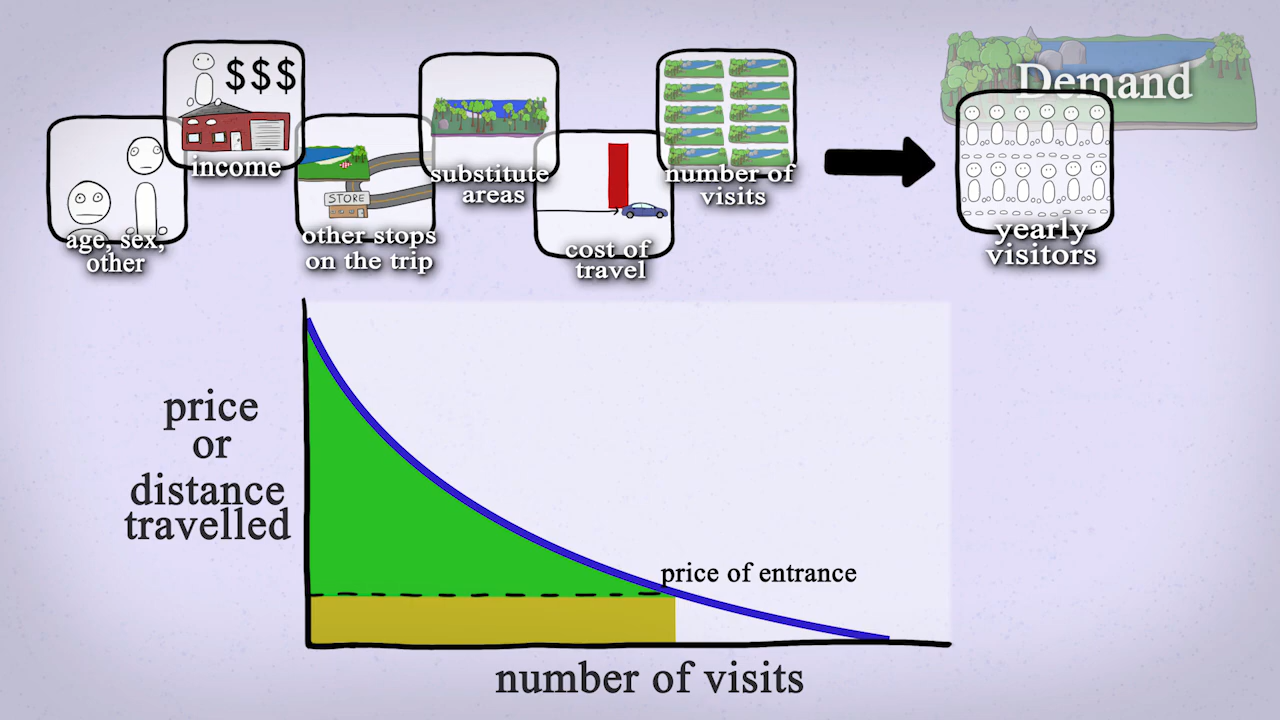 Demand
$$$
income
age, sex,
other
STORE
other stops
on the trip
substitute
areas
cost of
travel
number of
visits
yearly
visitors
price
or
distance
travelled
price of entrance
number of visits